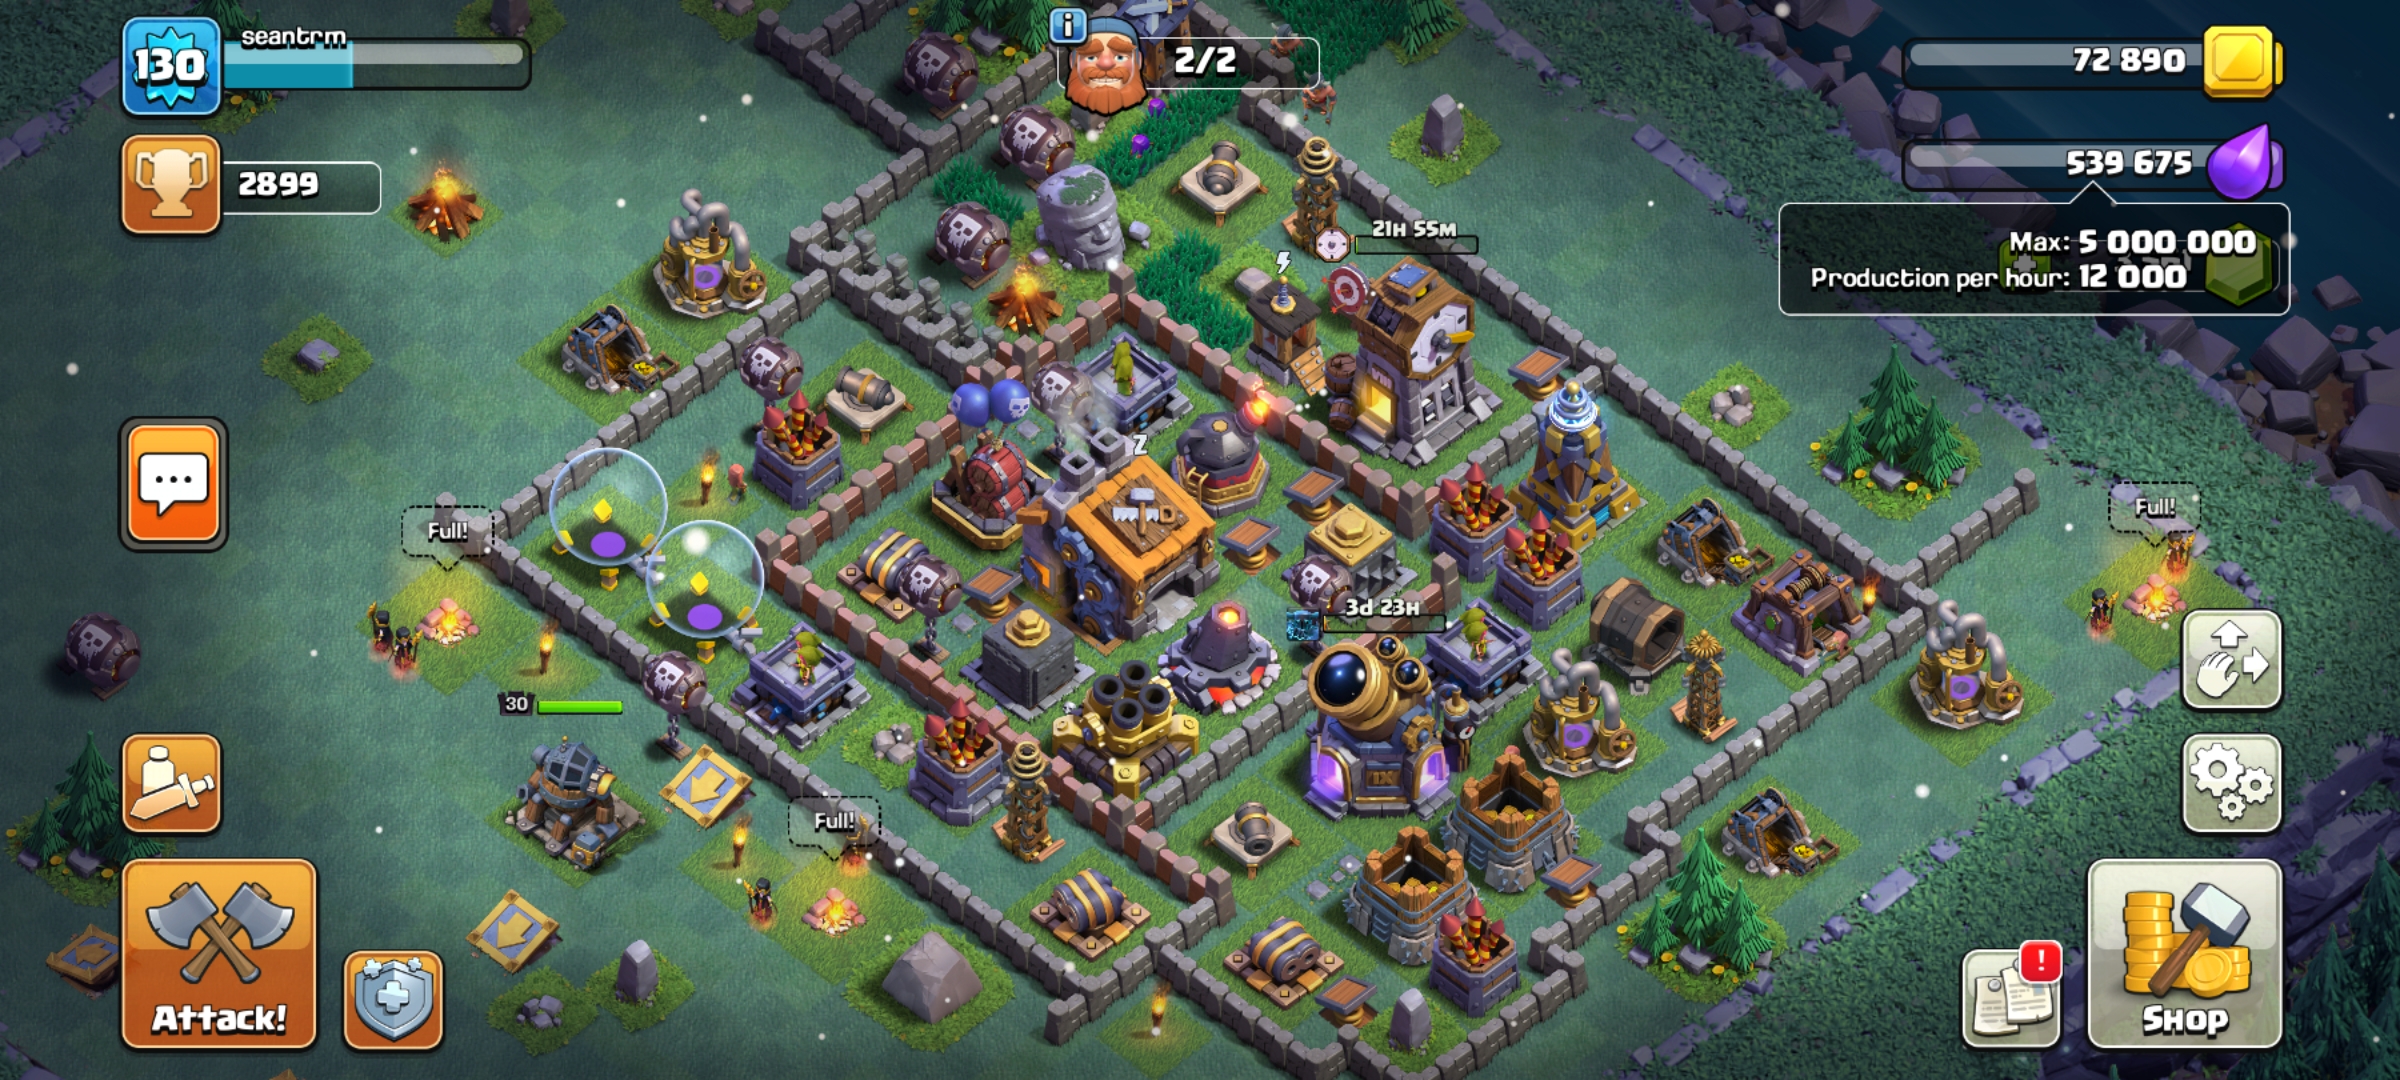 130
seantrm
2/2
72 890
2899
539 675
21H 55M
Max: 5 000 000
Production per hour: 12 000
Z
Full!
Full!
3d 23H
30
IX
Full!
Attack!
!
Shop